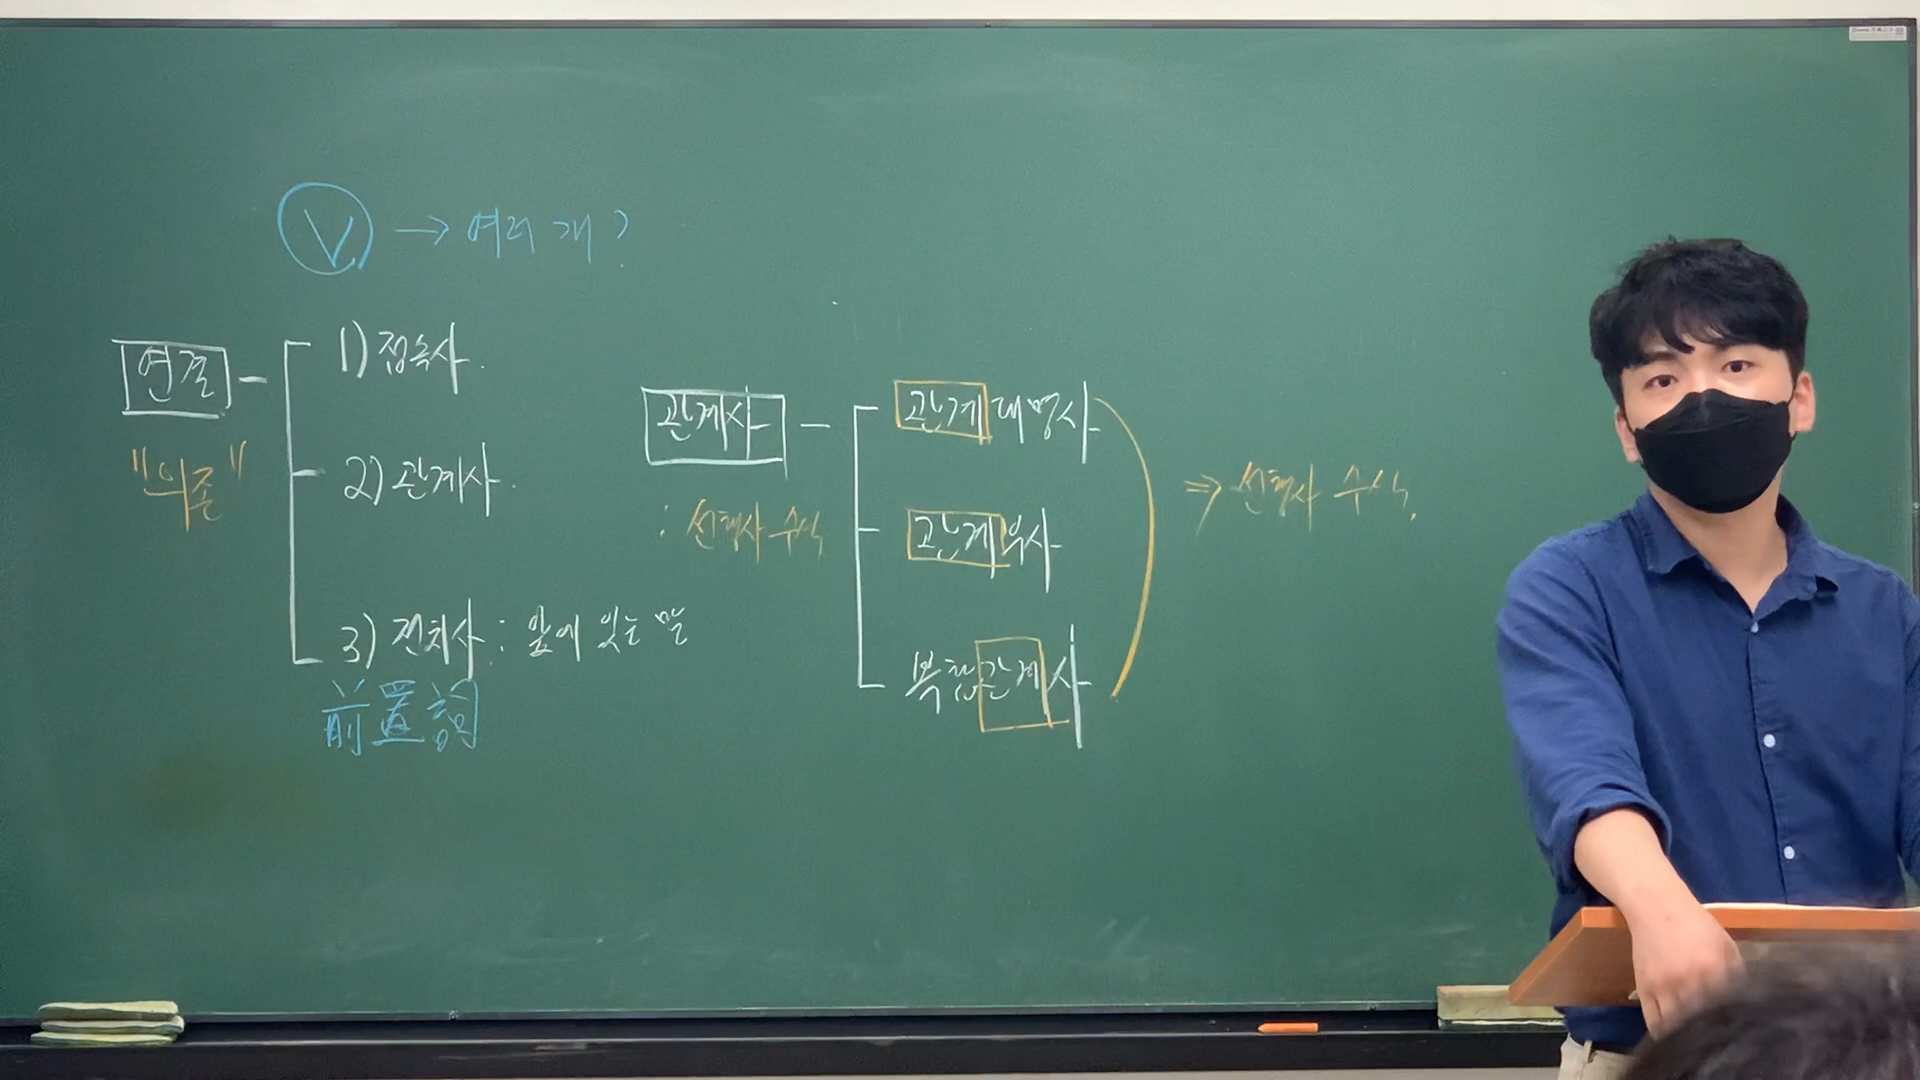 V → 여러 개?
연결
"의존"
1) 접속사.
2) 관계사.
3) 전치사 : 앞에 있는 말
前置詞
관계사
: 선행사 수식
관계대명사
관계부사
복합관계사
⇒ 선행사 수식.